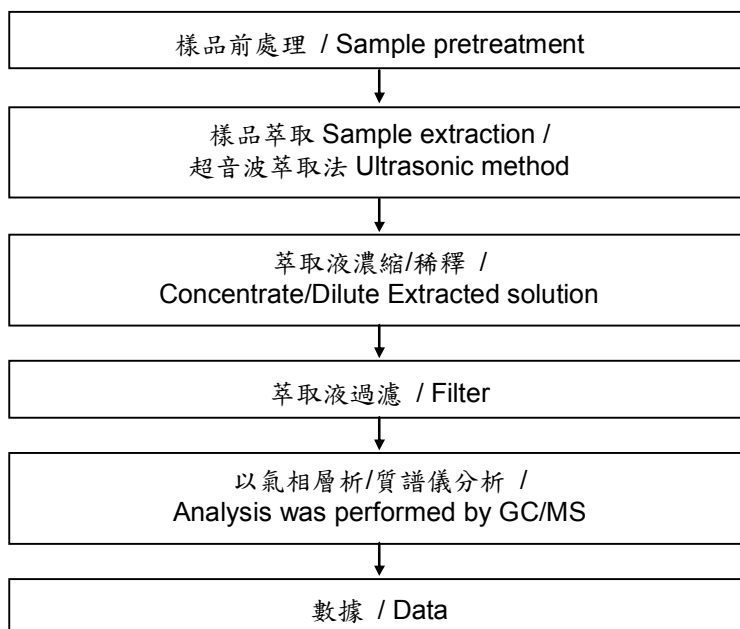 樣品前處理 / Sample pretreatment
樣品萃取 Sample extraction /
超音波萃取法 Ultrasonic method
萃取液濃縮/稀釋 /
Concentrate/Dilute Extracted solution
萃取液過濾 / Filter
以氣相層析/質譜儀分析 /
Analysis was performed by GC/MS
數據 / Data